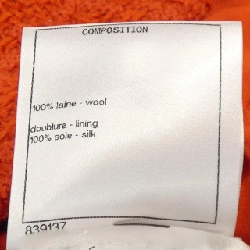 COMPOSITION
100% laine - wool
doublure - lining
100% soie - silk
839137